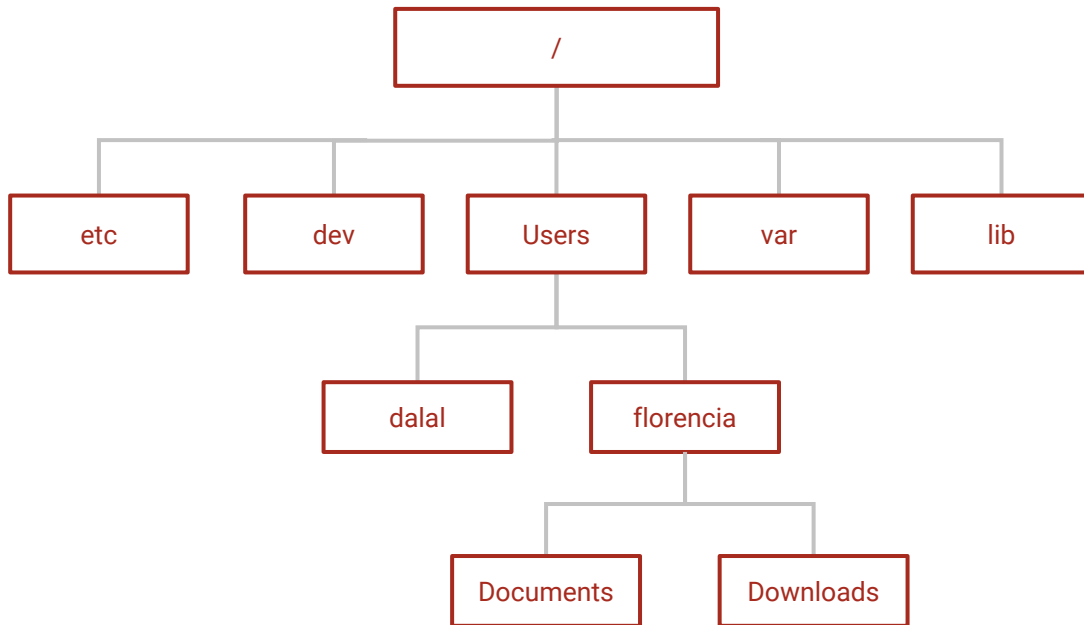 /
etc
dev
Users
var
lib
dalal
florencia
Documents
Downloads